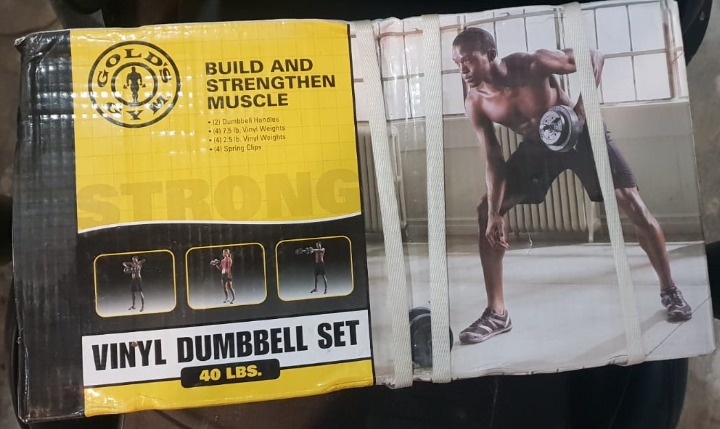 GOLD'S
GYM
BUILD AND
STRENGTHEN
MUSCLE
• (2) Dumbbell Handles
• (4) 7.5 lb. Vinyl Weights
• (4) 2.5 lb. Vinyl Weights
• (4) Spring Clips
STRONG
VINYL DUMBBELL SET
40 LBS.